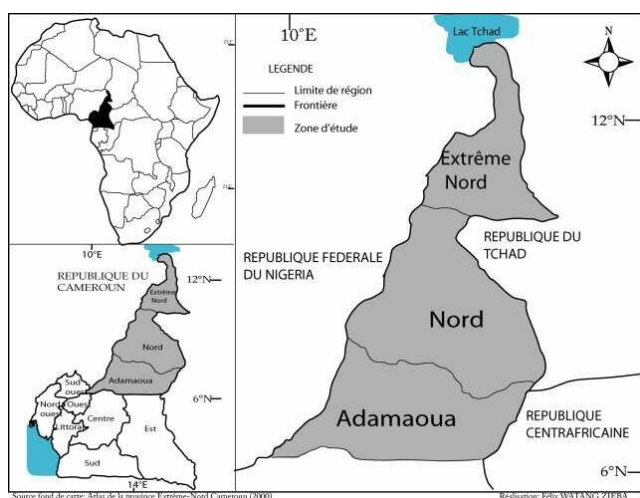 10°E
Lac Tchad
N
LEGENDE
Limite de région
Frontière
Zone d'étude
12°N
Extrême
Nord
REPUBLIQUE FEDERALE
DU NIGERIA
REPUBLIQUE DU
TCHAD
Nord
Adamaoua
REPUBLIQUE
CENTRAFRICAINE
6°N
10°E
REPUBLIQUE DU
CAMEROUN
12°N
Extrême
Nord
Nord
Adamaoua
6°N
Sud
ouest
Nord
ouest
Ouest
Littoral
Centre
Est
Sud
14°E
Source fond de carte: Atlas de la province Extrême-Nord Cameroun (2000)
Réalisation: Félix WATANG ZIEBA